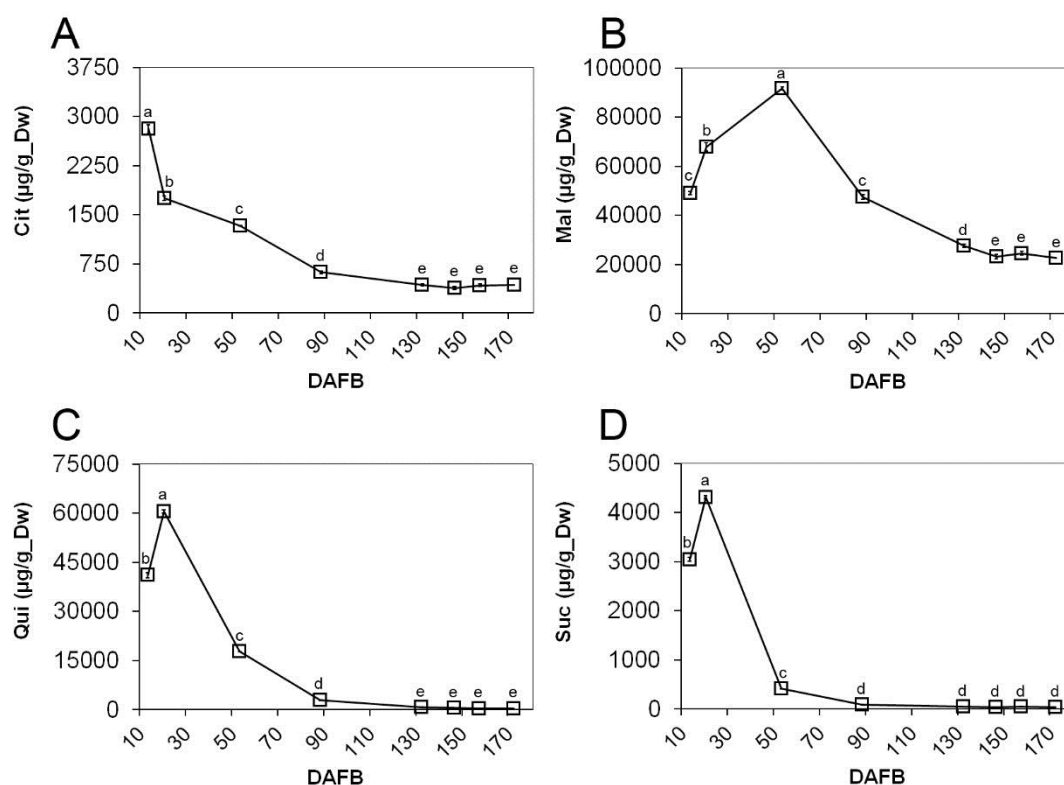 A
Cit (µg/g_Dw)
3750
3000
2250
1500
750
0
a
b
c
d
e e e e
10 30 50 70 90 110 130 150 170
DAFB
B
Mal (µg/g_Dw)
100000
80000
60000
40000
20000
0
c
b
a
c
d
e e e
10 30 50 70 90 110 130 150 170
DAFB
C
Qui (µg/g_Dw)
75000
60000
45000
30000
15000
0
b
a
c
d
e e e e
10 30 50 70 90 110 130 150 170
DAFB
D
Suc (µg/g_Dw)
5000
4000
3000
2000
1000
0
b
a
c
d d d d d
10 30 50 70 90 110 130 150 170
DAFB